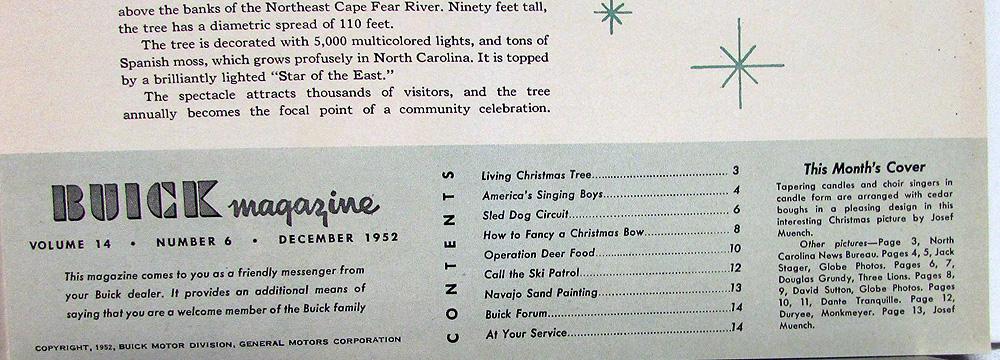 above the banks of the Northeast Cape Fear River. Ninety feet tall,
the tree has a diametric spread of 110 feet.
The tree is decorated with 5,000 multicolored lights, and tons of
Spanish moss, which grows profusely in North Carolina. It is topped
by a brilliantly lighted “Star of the East.”
The spectacle attracts thousands of visitors, and the tree
annually becomes the focal point of a community celebration.
BUICK magazine
VOLUME 14 • NUMBER 6 • DECEMBER 1952
This magazine comes to you as a friendly messenger from
your Buick dealer. It provides an additional means of
saying that you are a welcome member of the Buick family
COPYRIGHT, 1952, BUICK MOTOR DIVISION, GENERAL MOTORS CORPORATION
CONTENTS
Living Christmas Tree 3
America's Singing Boys 4
Sled Dog Circuit 6
How to Fancy a Christmas Bow 8
Operation Deer Food 10
Call the Ski Patrol 12
Navajo Sand Painting 13
Buick Forum 14
At Your Service 14
This Month's Cover
Tapering candles and choir singers in
candle form are arranged with cedar
boughs in a pleasing design in this
interesting Christmas picture by Josef
Muench.
Other pictures—Page 3, North
Carolina News Bureau. Pages 4, 5, Jack
Stager, Globe Photos. Pages 6, 7,
Douglas Grundy, Three Lions. Pages 8,
9, David Sutton, Globe Photos. Pages
10, 11, Dante Tranquille. Page 12,
Duryee, Monkmeyer. Page 13, Josef
Muench.